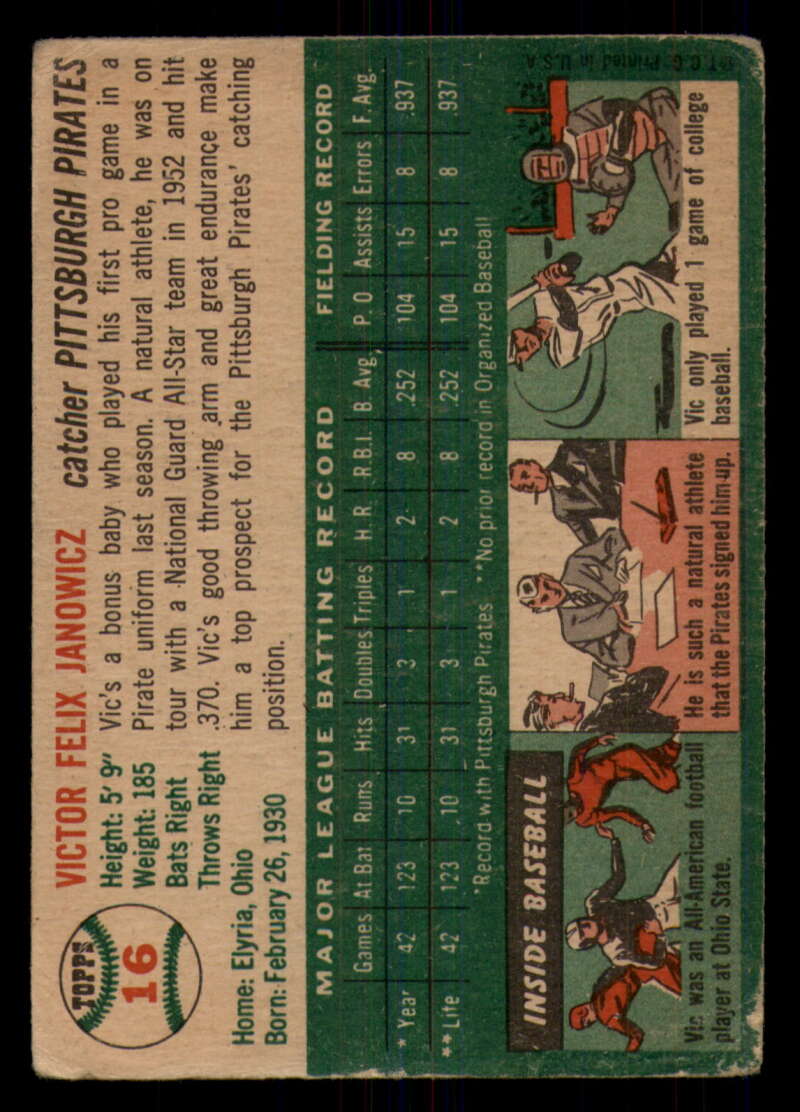 TOPPS
16
VICTOR FELIX JANOWICZ catcher PITTSBURGH PIRATES
Height: 5' 9"
Weight: 185
Bats Right
Throws Right
Home: Elyria, Ohio
Born: February 26, 1930
Vic's a bonus baby who played his first pro game in a
Pirate uniform last season. A natural athlete, he was on
tour with a National Guard All-Star team in 1952 and hit
.370. Vic's good throwing arm and great endurance make
him a top prospect for the Pittsburgh Pirates' catching
position.
MAJOR LEAGUE BATTING RECORD FIELDING RECORD
Games At Bat Runs Hits Doubles Triples H.R. R.B.I. B Avg. P.O Assists Errors F. Avg.
* Year 42 123 10 31 3 1 2 8 .252 104 15 8 .937
** Life 42 123 10 31 3 1 2 8 .252 104 15 8 .937
*Record with Pittsburgh Pirates **No prior record in Organized Baseball
INSIDE BASEBALL
Vic was an All-American football
player at Ohio State.
He is such a natural athlete
that the Pirates signed him up.
Vic only played 1 game of college
baseball.
T. C. G. Printed in U.S.A